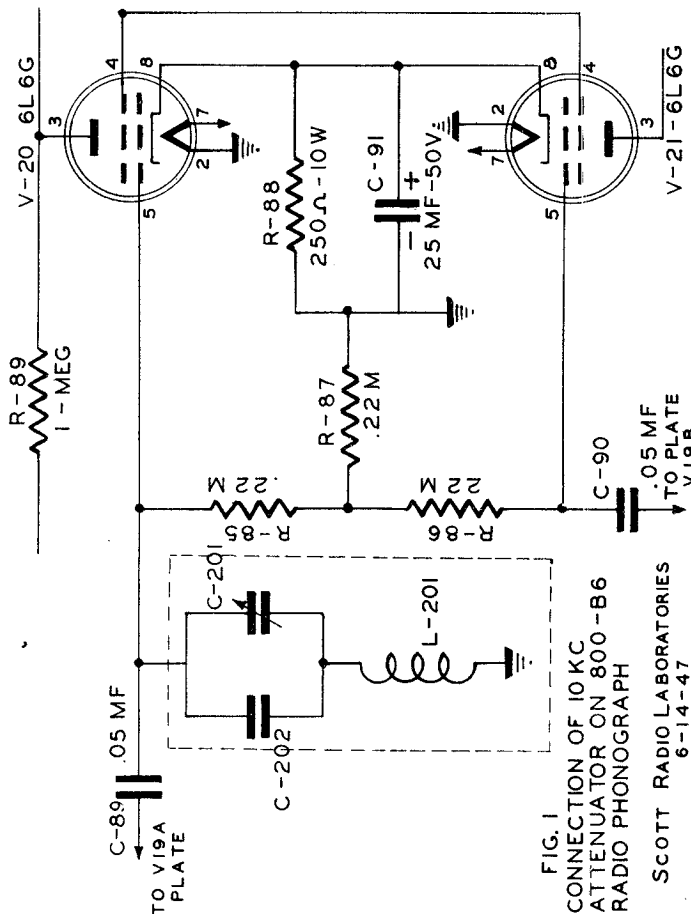 V-20 6L6G
3
4
8
5
2
7
R-89
1-MEG
R-88
250Ω-10W
C-91
− +
25 MF-50V
R-87
.22 M
R-85
.22 M
R-86
.22 M
7
2
8
5
4
3
V-21-6L6G
C-89 .05 MF
TO V19A
PLATE
C-201
C-202
L-201
C-90
.05 MF
TO PLATE
V19B
FIG. 1
CONNECTION OF 10 KC
ATTENUATOR ON 800-B6
RADIO PHONOGRAPH
SCOTT RADIO LABORATORIES
6-14-47